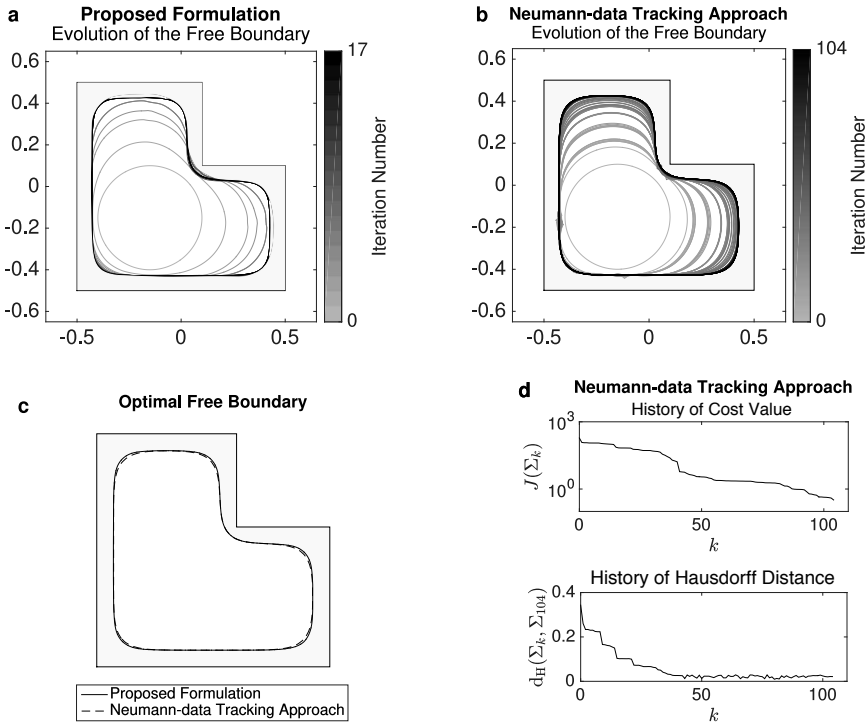 a
Proposed Formulation
Evolution of the Free Boundary
0.6
0.4
0.2
0
-0.2
-0.4
-0.6
-0.5
0
0.5
17
0
Iteration Number
b
Neumann-data Tracking Approach
Evolution of the Free Boundary
0.6
0.4
0.2
0
-0.2
-0.4
-0.6
-0.5
0
0.5
104
0
Iteration Number
c
Optimal Free Boundary
Proposed Formulation
Neumann-data Tracking Approach
d
Neumann-data Tracking Approach
History of Cost Value
J(Σₖ)
10³
10⁰
0
50
100
k
History of Hausdorff Distance
d_H(Σₖ, Σ₁₀₄)
0.4
0.2
0
0
50
100
k